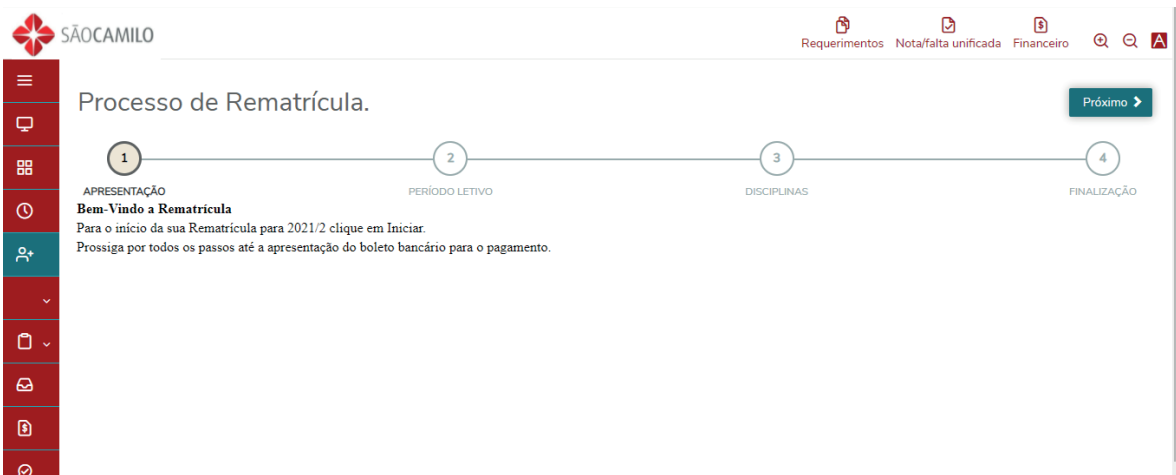 SÃOCAMILO
Requerimentos Nota/falta unificada Financeiro A
Processo de Rematrícula.
Próximo
1 2 3 4
APRESENTAÇÃO PERÍODO LETIVO DISCIPLINAS FINALIZAÇÃO
Bem-Vindo a Rematrícula
Para o início da sua Rematrícula para 2021/2 clique em Iniciar.
Prossiga por todos os passos até a apresentação do boleto bancário para o pagamento.